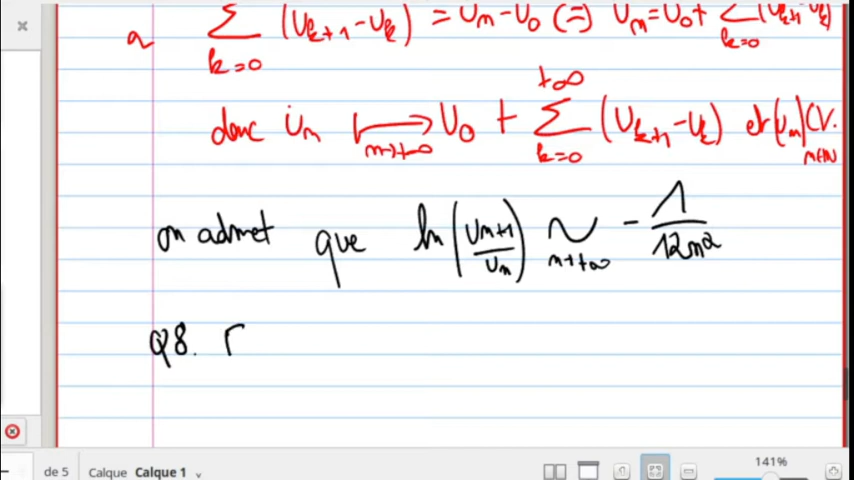 a ∑_{k=0} (U_{k+1} - U_k) = U_n - U_0 (=) U_n = U_0 + ∑_{k=0} (U_{k+1} - U_k)
donc U_n ⟼_{n→+∞} U_0 + ∑_{k=0}^{+∞} (U_{k+1} - U_k) et (U_n) CV.
on admet que ln(U_{n+1}/U_n) ∼_{n→+∞} - 1/(12n²)
Q8.
de 5 Calque Calque 1 141%